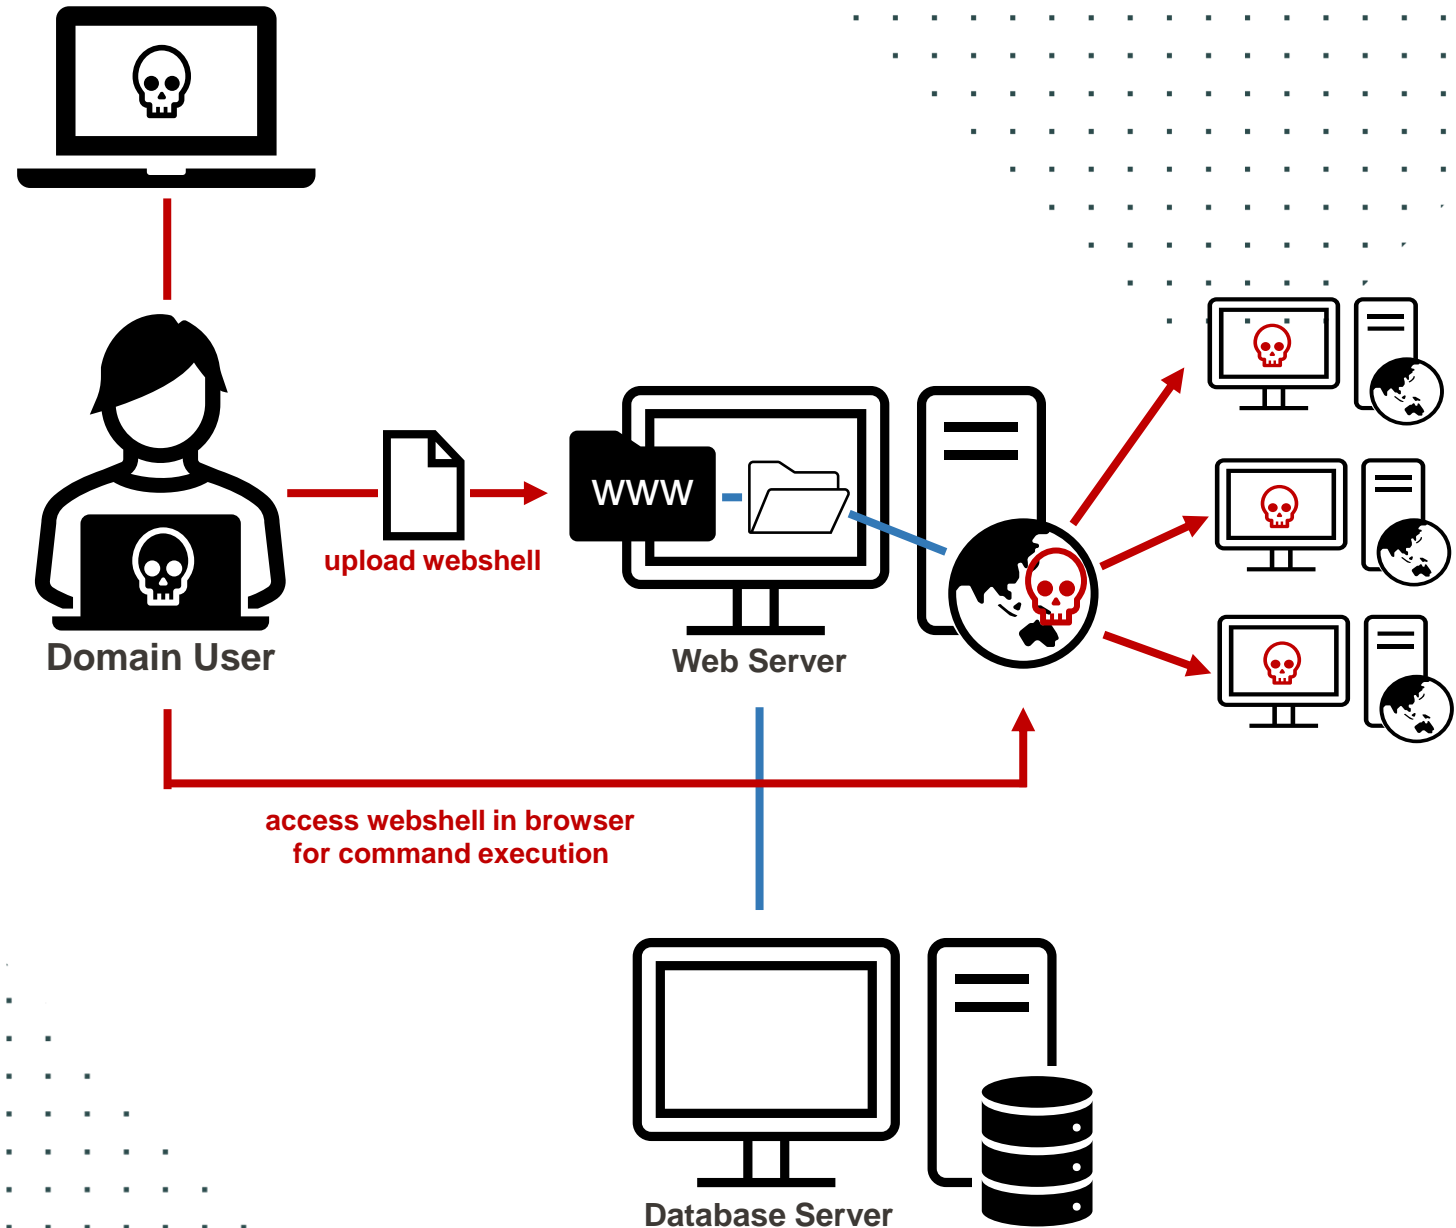 www
upload webshell
Domain User
Web Server
access webshell in browser
for command execution
Database Server